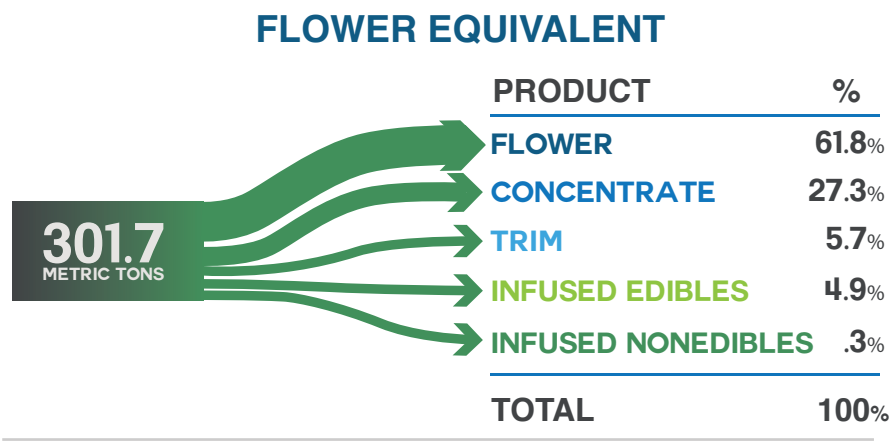 FLOWER EQUIVALENT
PRODUCT %
FLOWER 61.8%
CONCENTRATE 27.3%
301.7
METRIC TONS
TRIM 5.7%
INFUSED EDIBLES 4.9%
INFUSED NONEDIBLES .3%
TOTAL 100%